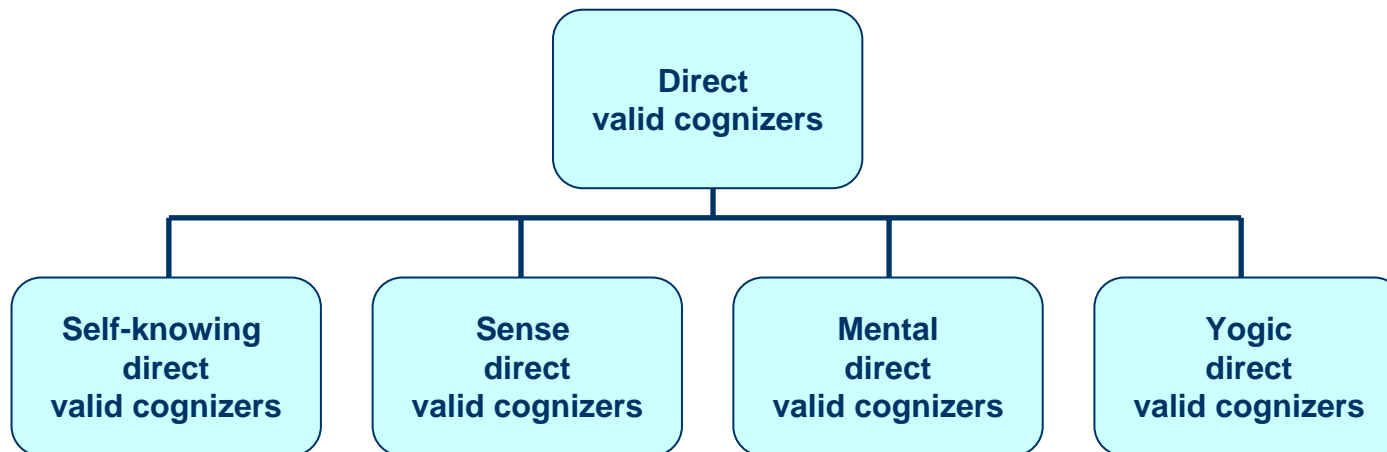 Direct
valid cognizers
Self-knowing
direct
valid cognizers
Sense
direct
valid cognizers
Mental
direct
valid cognizers
Yogic
direct
valid cognizers